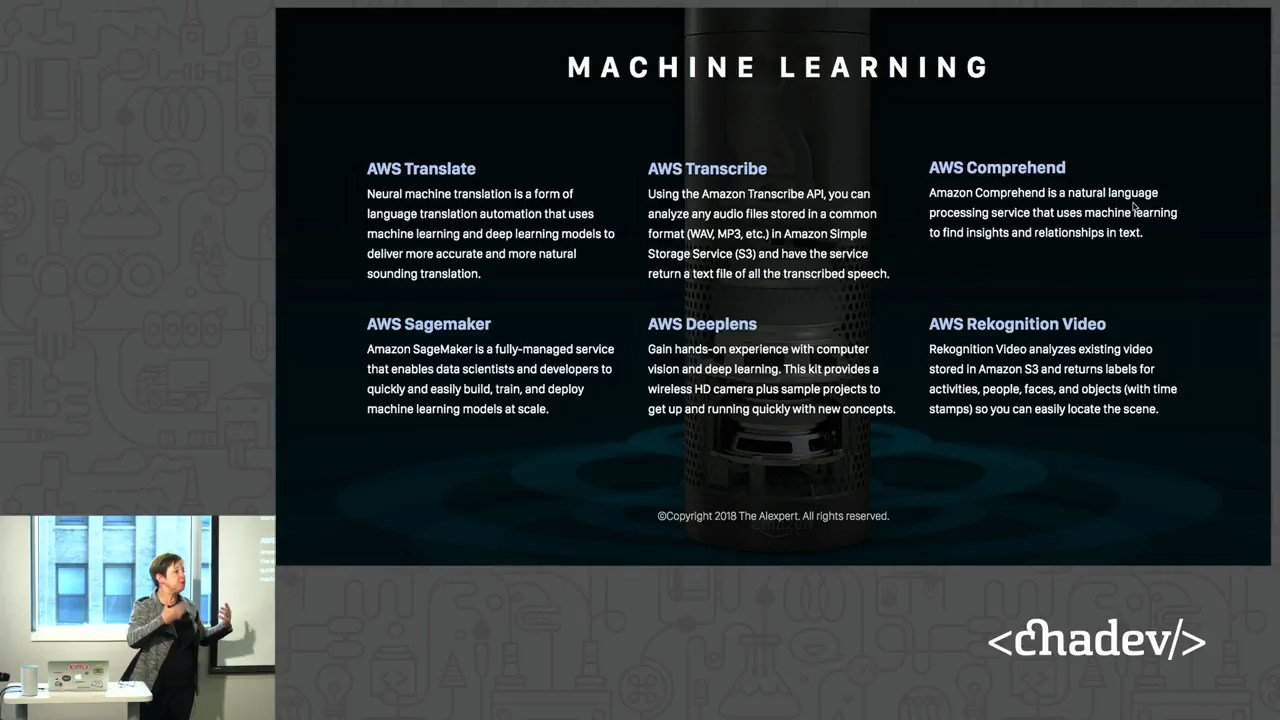 MACHINE LEARNING
AWS Translate
Neural machine translation is a form of
language translation automation that uses
machine learning and deep learning models to
deliver more accurate and more natural
sounding translation.
AWS Transcribe
Using the Amazon Transcribe API, you can
analyze any audio files stored in a common
format (WAV, MP3, etc.) in Amazon Simple
Storage Service (S3) and have the service
return a text file of all the transcribed speech.
AWS Comprehend
Amazon Comprehend is a natural language
processing service that uses machine learning
to find insights and relationships in text.
AWS Sagemaker
Amazon SageMaker is a fully-managed service
that enables data scientists and developers to
quickly and easily build, train, and deploy
machine learning models at scale.
AWS Deeplens
Gain hands-on experience with computer
vision and deep learning. This kit provides a
wireless HD camera plus sample projects to
get up and running quickly with new concepts.
AWS Rekognition Video
Rekognition Video analyzes existing video
stored in Amazon S3 and returns labels for
activities, people, faces, and objects (with time
stamps) so you can easily locate the scene.
©Copyright 2018 The Alexpert. All rights reserved.
<chadev/>